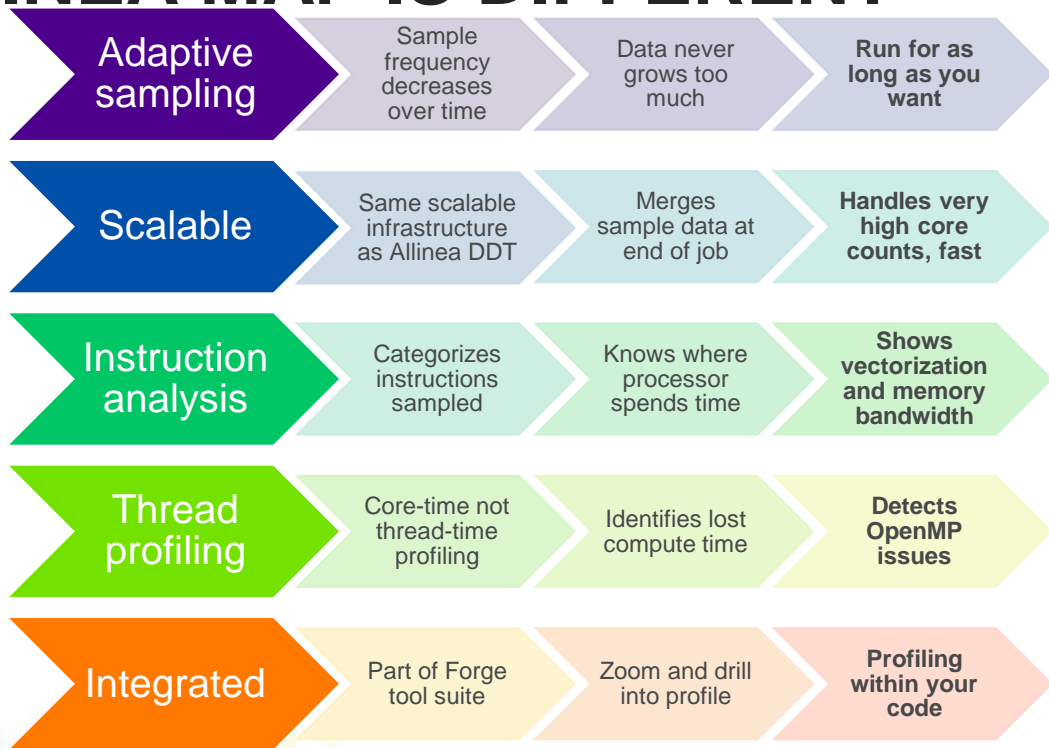 INEA MAP IS DIFFERENT
Adaptive
sampling
Sample
frequency
decreases
over time
Data never
grows too
much
Run for as
long as you
want
Scalable
Same scalable
infrastructure
as Allinea DDT
Merges
sample data at
end of job
Handles very
high core
counts, fast
Instruction
analysis
Categorizes
instructions
sampled
Knows where
processor
spends time
Shows
vectorization
and memory
bandwidth
Thread
profiling
Core-time not
thread-time
profiling
Identifies lost
compute time
Detects
OpenMP
issues
Integrated
Part of Forge
tool suite
Zoom and drill
into profile
Profiling
within your
code